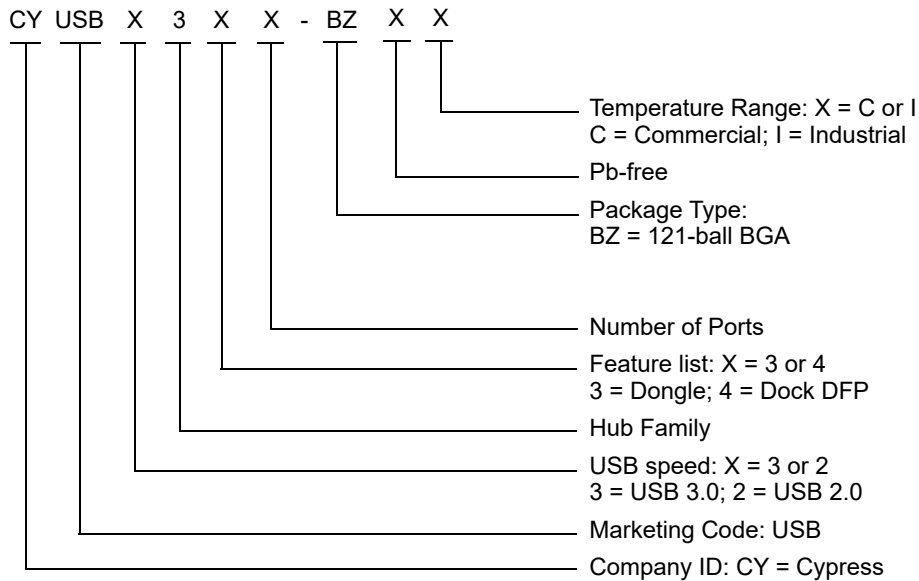 CY USB X 3 X X - BZ X X
Temperature Range: X = C or I
C = Commercial; I = Industrial
Pb-free
Package Type:
BZ = 121-ball BGA
Number of Ports
Feature list: X = 3 or 4
3 = Dongle; 4 = Dock DFP
Hub Family
USB speed: X = 3 or 2
3 = USB 3.0; 2 = USB 2.0
Marketing Code: USB
Company ID: CY = Cypress